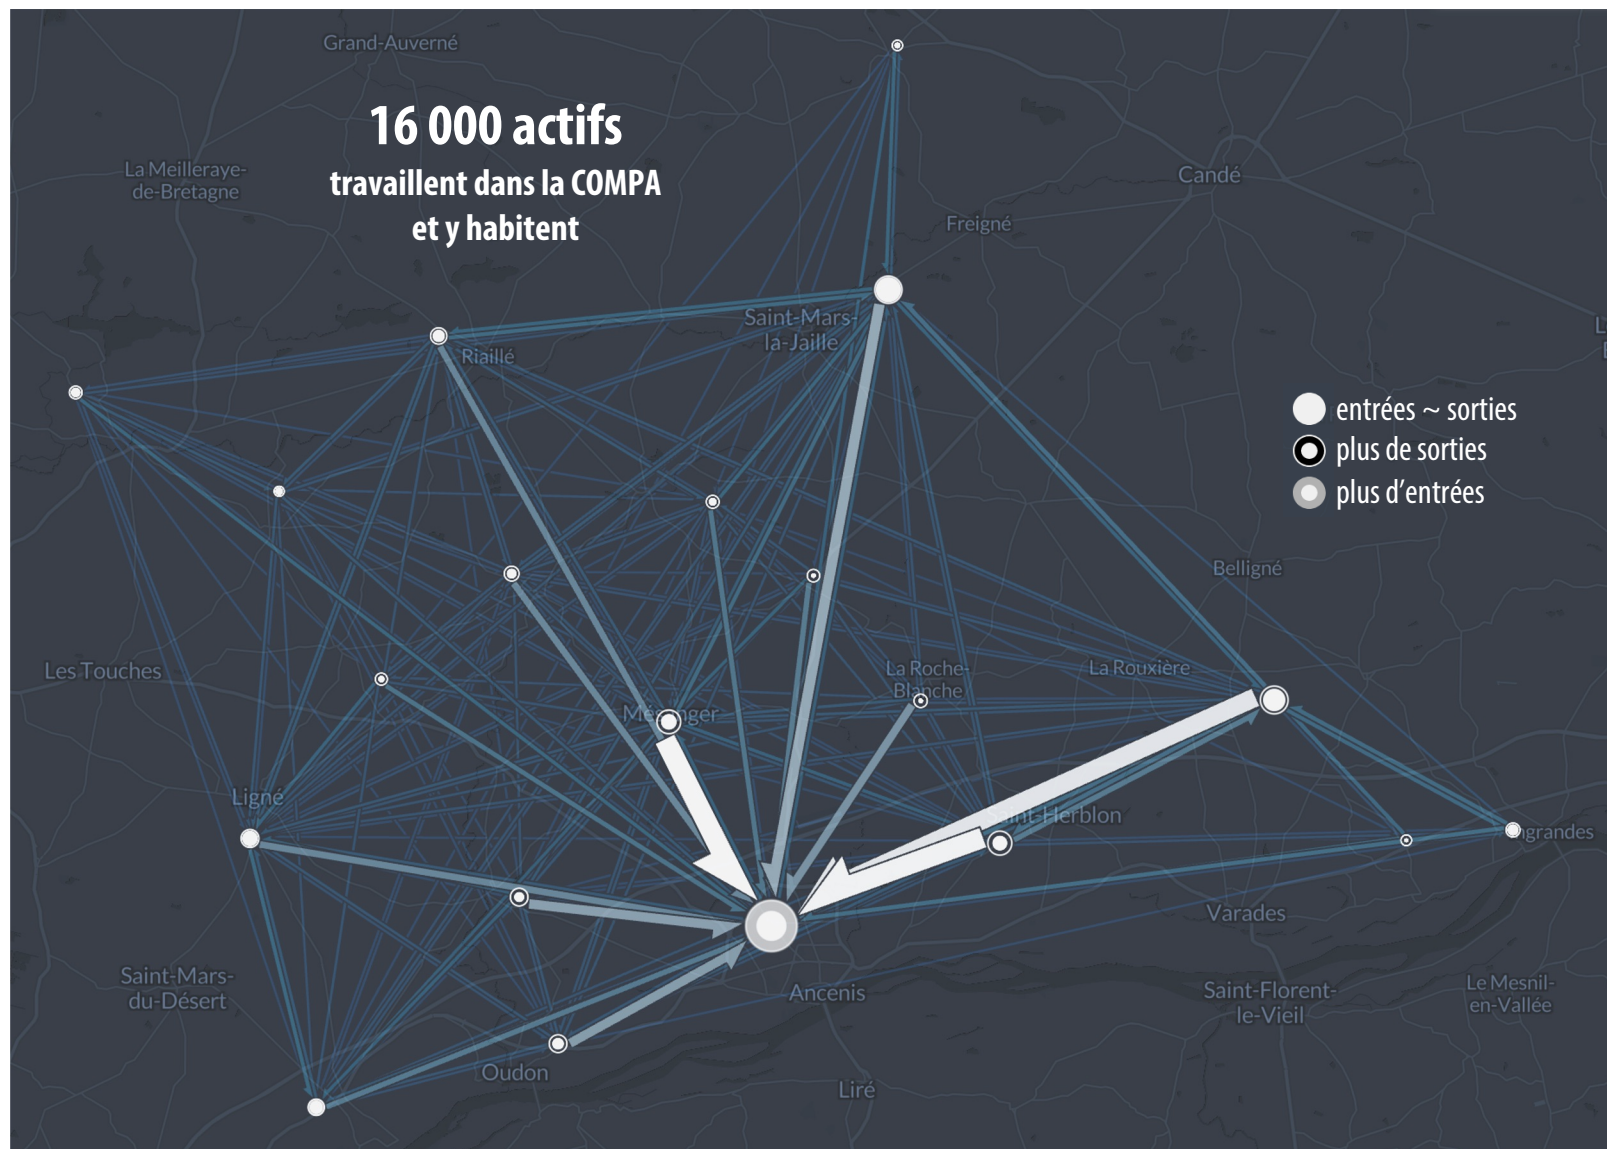 Grand-Auverné
16 000 actifs
travaillent dans la COMPA
et y habitent
La Meilleraye-
de-Bretagne
Candé
Freigné
Saint-Mars-
la-Jaille
Riaillé
entrées ~ sorties
plus de sorties
plus d'entrées
Belligné
Les Touches
La Roche-
Blanche
La Rouxière
Ligné
Saint-Herblon
Varades
Saint-Mars-
du-Désert
Ancenis
Saint-Florent-
le-Vieil
Le Mesnil-
en-Vallée
Oudon
Liré